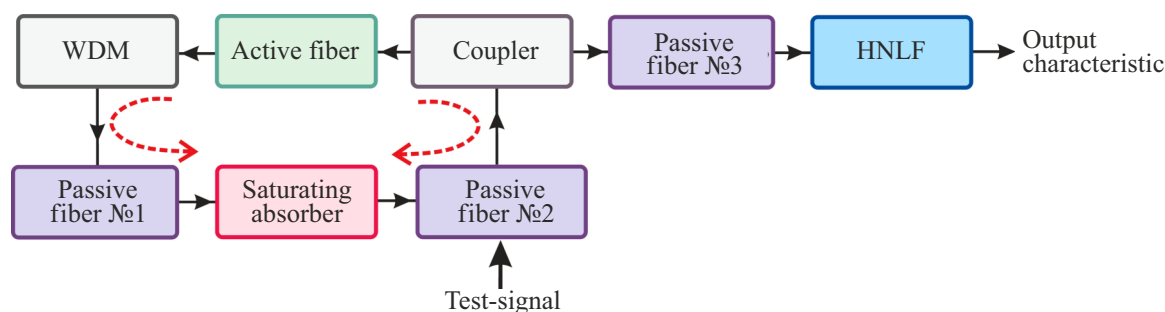 WDM
Active fiber
Coupler
Passive
fiber №3
HNLF
Output
characteristic
Passive
fiber №1
Saturating
absorber
Passive
fiber №2
Test-signal